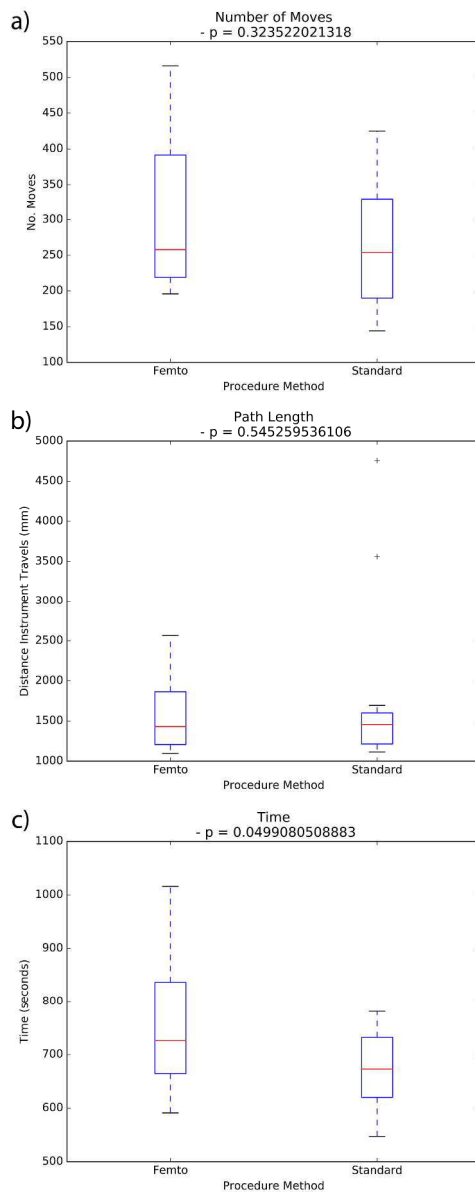 a)
Number of Moves
- p = 0.323522021318
550
500
450
400
350
300
250
200
150
100
No. Moves
Femto
Standard
Procedure Method
b)
Path Length
- p = 0.545259536106
5000
4500
4000
3500
3000
2500
2000
1500
1000
Distance Instrument Travels (mm)
Femto
Standard
Procedure Method
c)
Time
- p = 0.0499080508883
1100
1000
900
800
700
600
500
Time (seconds)
Femto
Standard
Procedure Method